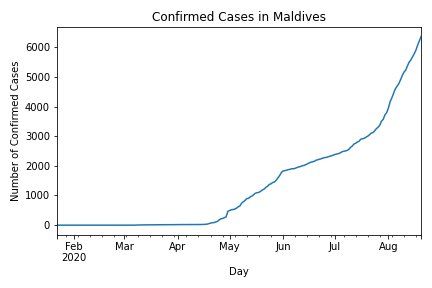 Confirmed Cases in Maldives
Number of Confirmed Cases
6000
5000
4000
3000
2000
1000
0
Feb Mar Apr May Jun Jul Aug
2020
Day